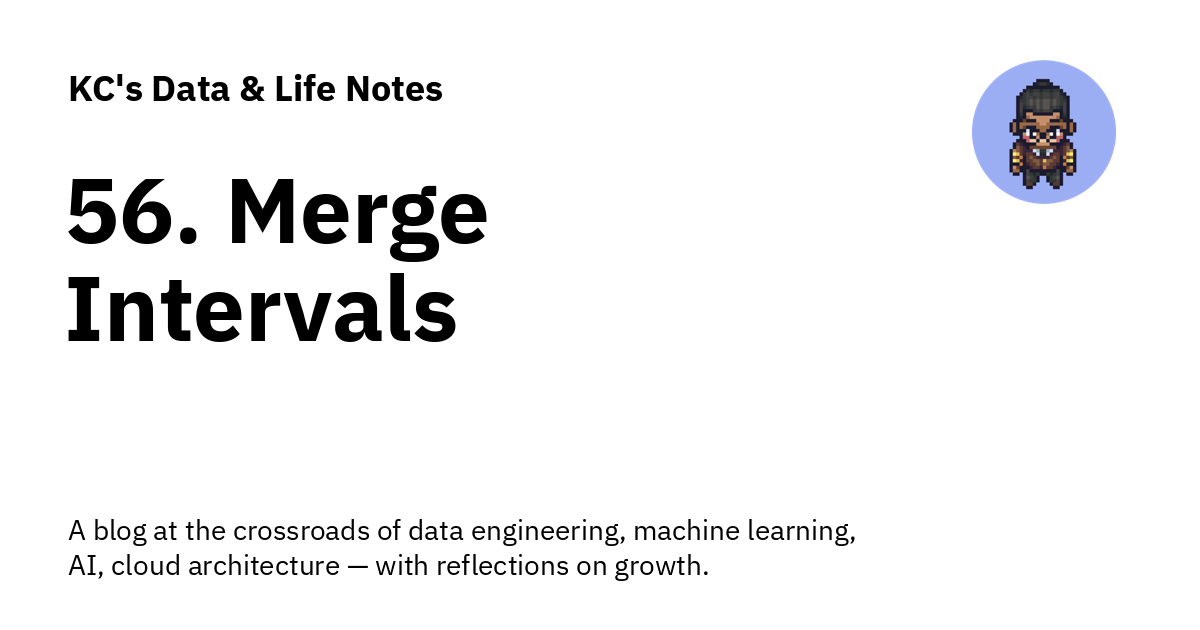 KC's Data & Life Notes
56. Merge
Intervals
A blog at the crossroads of data engineering, machine learning,
AI, cloud architecture — with reflections on growth.